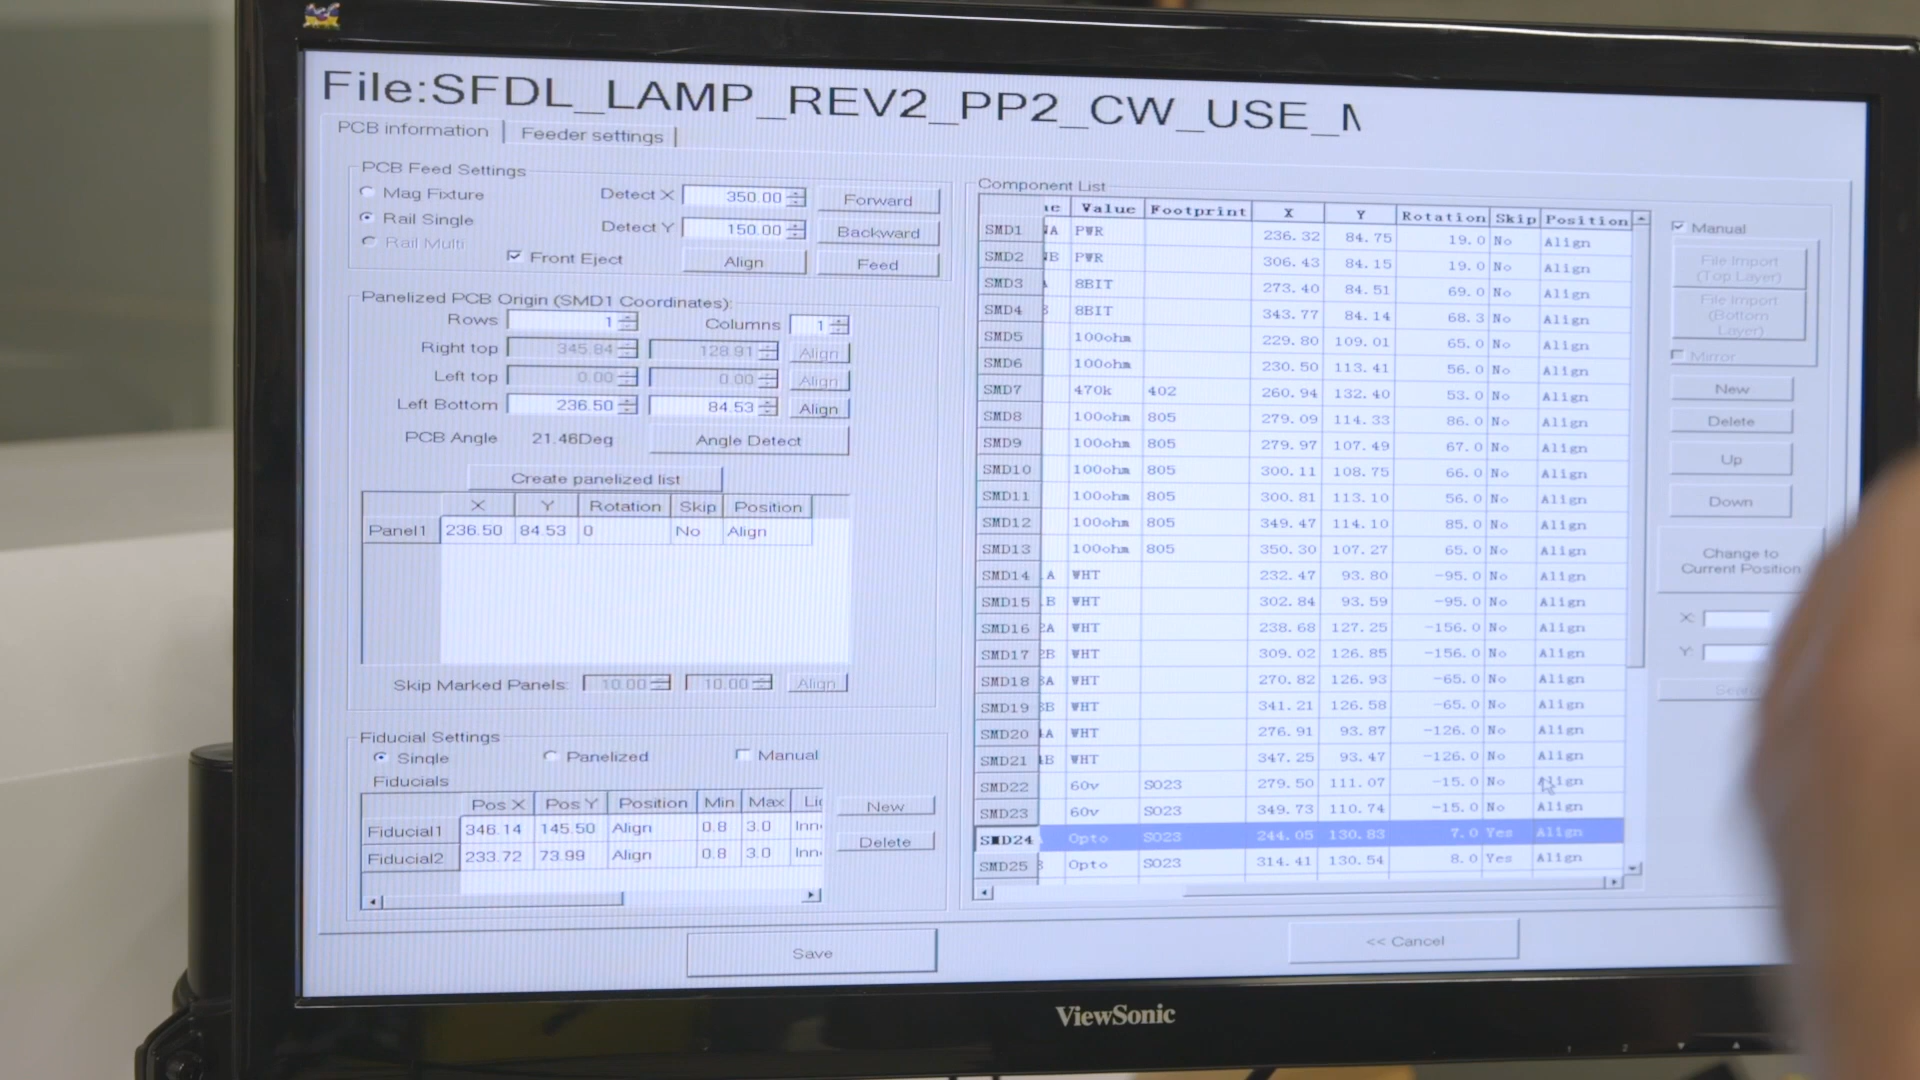 File:SFDL_LAMP_REV2_PP2_CW_USE_M
PCB information
Feeder settings
PCB Feed Settings
Mag Fixture
Rail Single
Rail Multi
Detect X 350.00
Detect Y 150.00
Front Eject
Align
Forward
Backward
Feed
Panelized PCB Origin (SMD1 Coordinates):
Rows 1 Columns 1
Right top 345.84 128.91 Align
Left top 0.00 0.00 Align
Left Bottom 236.50 84.53 Align
PCB Angle 21.46Deg Angle Detect
Create panelized list
X Y Rotation Skip Position
Panel1 236.50 84.53 0 No Align
Skip Marked Panels: 10.00 10.00 Align
Fiducial Settings
Single Panelized Manual
Fiducials
Pos X Pos Y Position Min Max
Fiducial1 346.14 145.50 Align 0.8 3.0
Fiducial2 233.72 73.99 Align 0.8 3.0
New
Delete
Component List
Value Footprint X Y Rotation Skip Position
SMD1 PWR 236.32 84.75 19.0 No Align
SMD2 PWR 306.43 84.15 19.0 No Align
SMD3 8BIT 273.40 84.51 69.0 No Align
SMD4 8BIT 343.77 84.14 68.3 No Align
SMD5 100ohm 229.80 109.01 65.0 No Align
SMD6 100ohm 230.50 113.41 56.0 No Align
SMD7 470k 402 260.94 132.40 53.0 No Align
SMD8 100ohm 805 279.09 114.33 86.0 No Align
SMD9 100ohm 805 279.97 107.49 67.0 No Align
SMD10 100ohm 805 300.11 108.75 66.0 No Align
SMD11 100ohm 805 300.81 113.10 56.0 No Align
SMD12 100ohm 805 349.47 114.10 85.0 No Align
SMD13 100ohm 805 350.30 107.27 65.0 No Align
SMD14 A WHT 232.47 93.80 -95.0 No Align
SMD15 B WHT 302.84 93.59 -95.0 No Align
SMD16 2A WHT 238.68 127.25 -156.0 No Align
SMD17 2B WHT 309.02 126.85 -156.0 No Align
SMD18 3A WHT 270.82 126.93 -65.0 No Align
SMD19 3B WHT 341.21 126.58 -65.0 No Align
SMD20 A WHT 276.91 93.87 -126.0 No Align
SMD21 B WHT 347.25 93.47 -126.0 No Align
SMD22 60v SO23 279.50 111.07 -15.0 No Align
SMD23 60v SO23 349.73 110.74 -15.0 No Align
SMD24 Opto SO23 244.05 130.83 7.0 Yes Align
SMD25 Opto SO23 314.41 130.54 8.0 Yes Align
Manual
File Import
(Top Layer)
File Import
(Bottom
Layer)
Mirror
New
Delete
Up
Down
Change to
Current Position
X:
Y:
Save
<< Cancel
ViewSonic